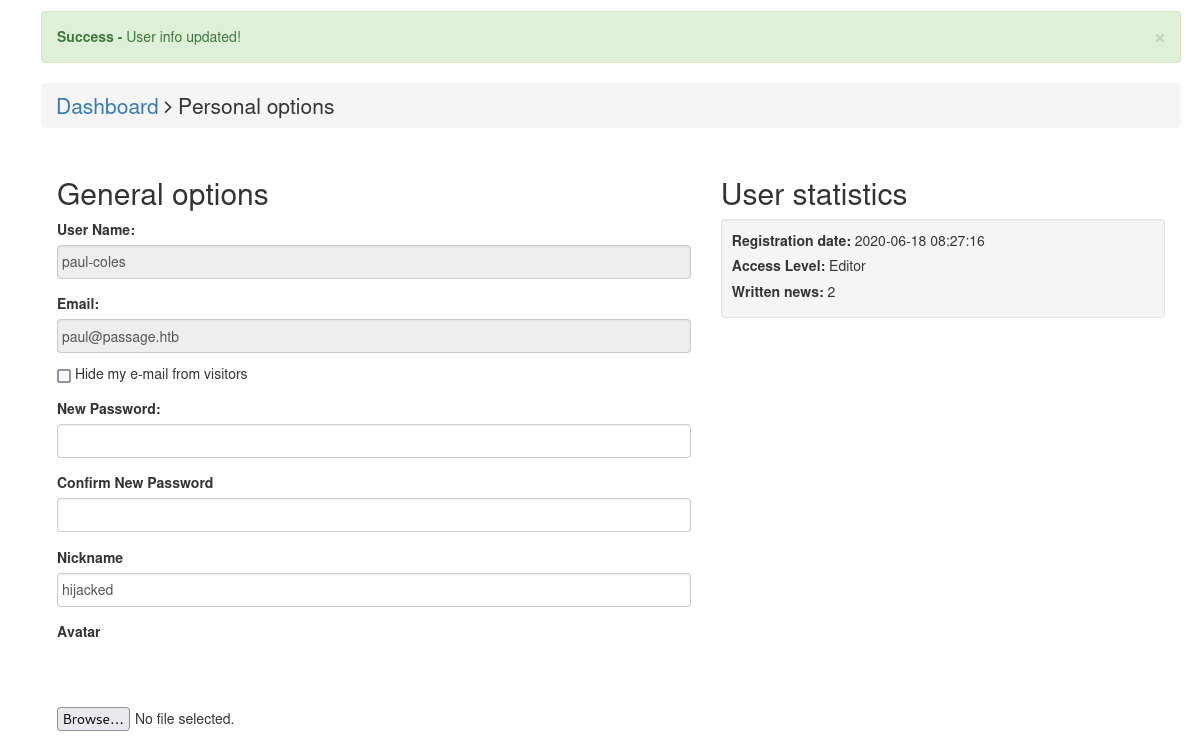 Success - User info updated!
×
Dashboard > Personal options
General options
User Name:
paul-coles
Email:
paul@passage.htb
Hide my e-mail from visitors
New Password:
Confirm New Password
Nickname
hijacked
Avatar
Browse... No file selected.
User statistics
Registration date: 2020-06-18 08:27:16
Access Level: Editor
Written news: 2